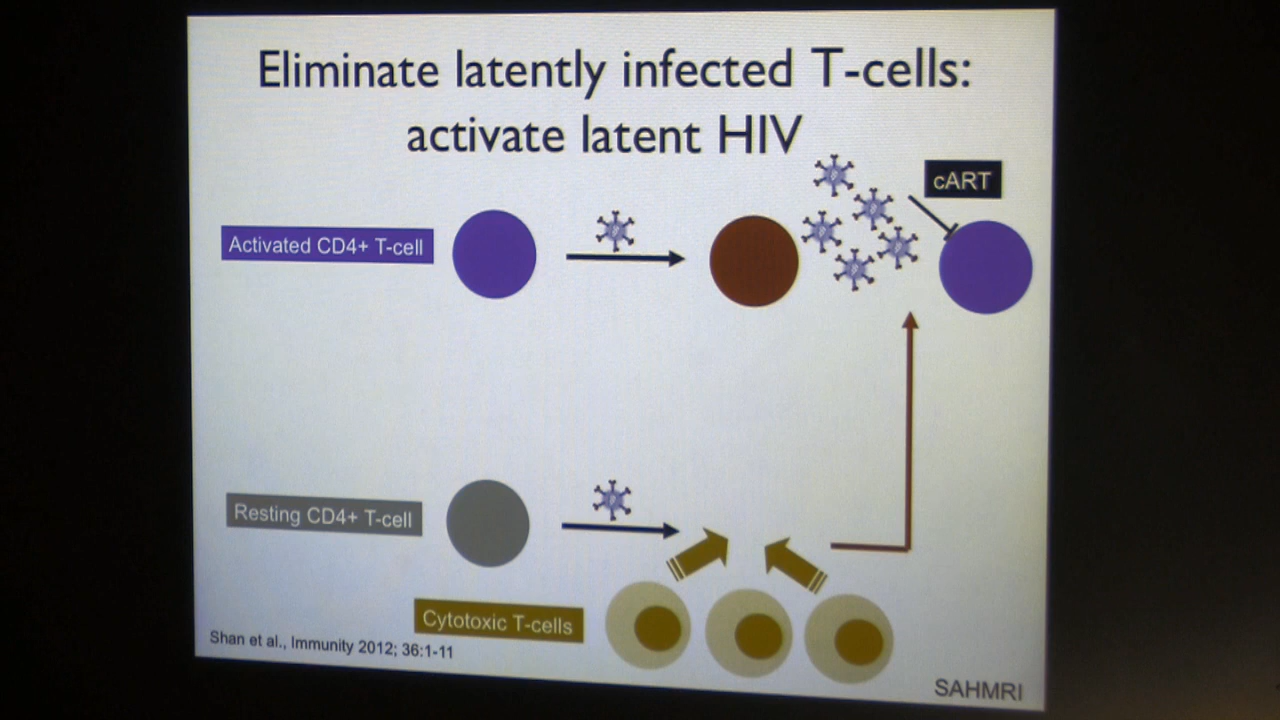 Eliminate latently infected T-cells:
activate latent HIV
cART
Activated CD4+ T-cell
Resting CD4+ T-cell
Cytotoxic T-cells
Shan et al., Immunity 2012; 36:1-11
SAHMRI